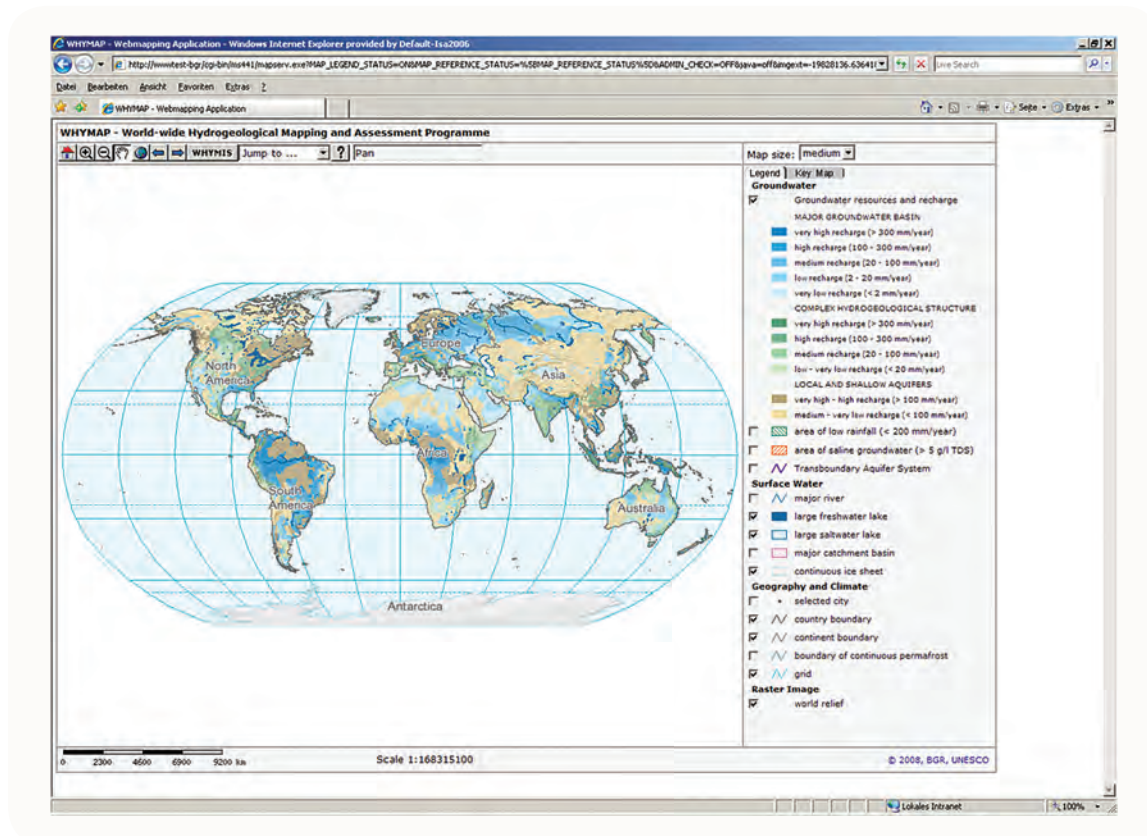 WHYMAP - Webmapping Application - Windows Internet Explorer provided by Default-Isa2006
Live Search
Datei Bearbeiten Ansicht Favoriten Extras ?
WHYMAP - Webmapping Application
Seite Extras
WHYMAP - World-wide Hydrogeological Mapping and Assessment Programme
WHYMIS Jump to ... ? Pan
Map size: medium
Legend Key Map
Groundwater
Groundwater resources and recharge
MAJOR GROUNDWATER BASIN
very high recharge (> 300 mm/year)
high recharge (100 - 300 mm/year)
medium recharge (20 - 100 mm/year)
low recharge (2 - 20 mm/year)
very low recharge (< 2 mm/year)
COMPLEX HYDROGEOLOGICAL STRUCTURE
very high recharge (> 300 mm/year)
high recharge (100 - 300 mm/year)
medium recharge (20 - 100 mm/year)
low - very low recharge (< 20 mm/year)
LOCAL AND SHALLOW AQUIFERS
very high - high recharge (> 100 mm/year)
medium - very low recharge (< 100 mm/year)
area of low rainfall (< 200 mm/year)
area of saline groundwater (> 5 g/l TDS)
Transboundary Aquifer System
Surface Water
major river
large freshwater lake
large saltwater lake
major catchment basin
continuous ice sheet
Geography and Climate
selected city
country boundary
continent boundary
boundary of continuous permafrost
grid
Raster Image
world relief
North
America
Europe
Asia
Africa
South
America
Australia
Antarctica
0 2300 4600 6900 9200 km
Scale 1:168315100
© 2008, BGR, UNESCO
Lokales Intranet
100%